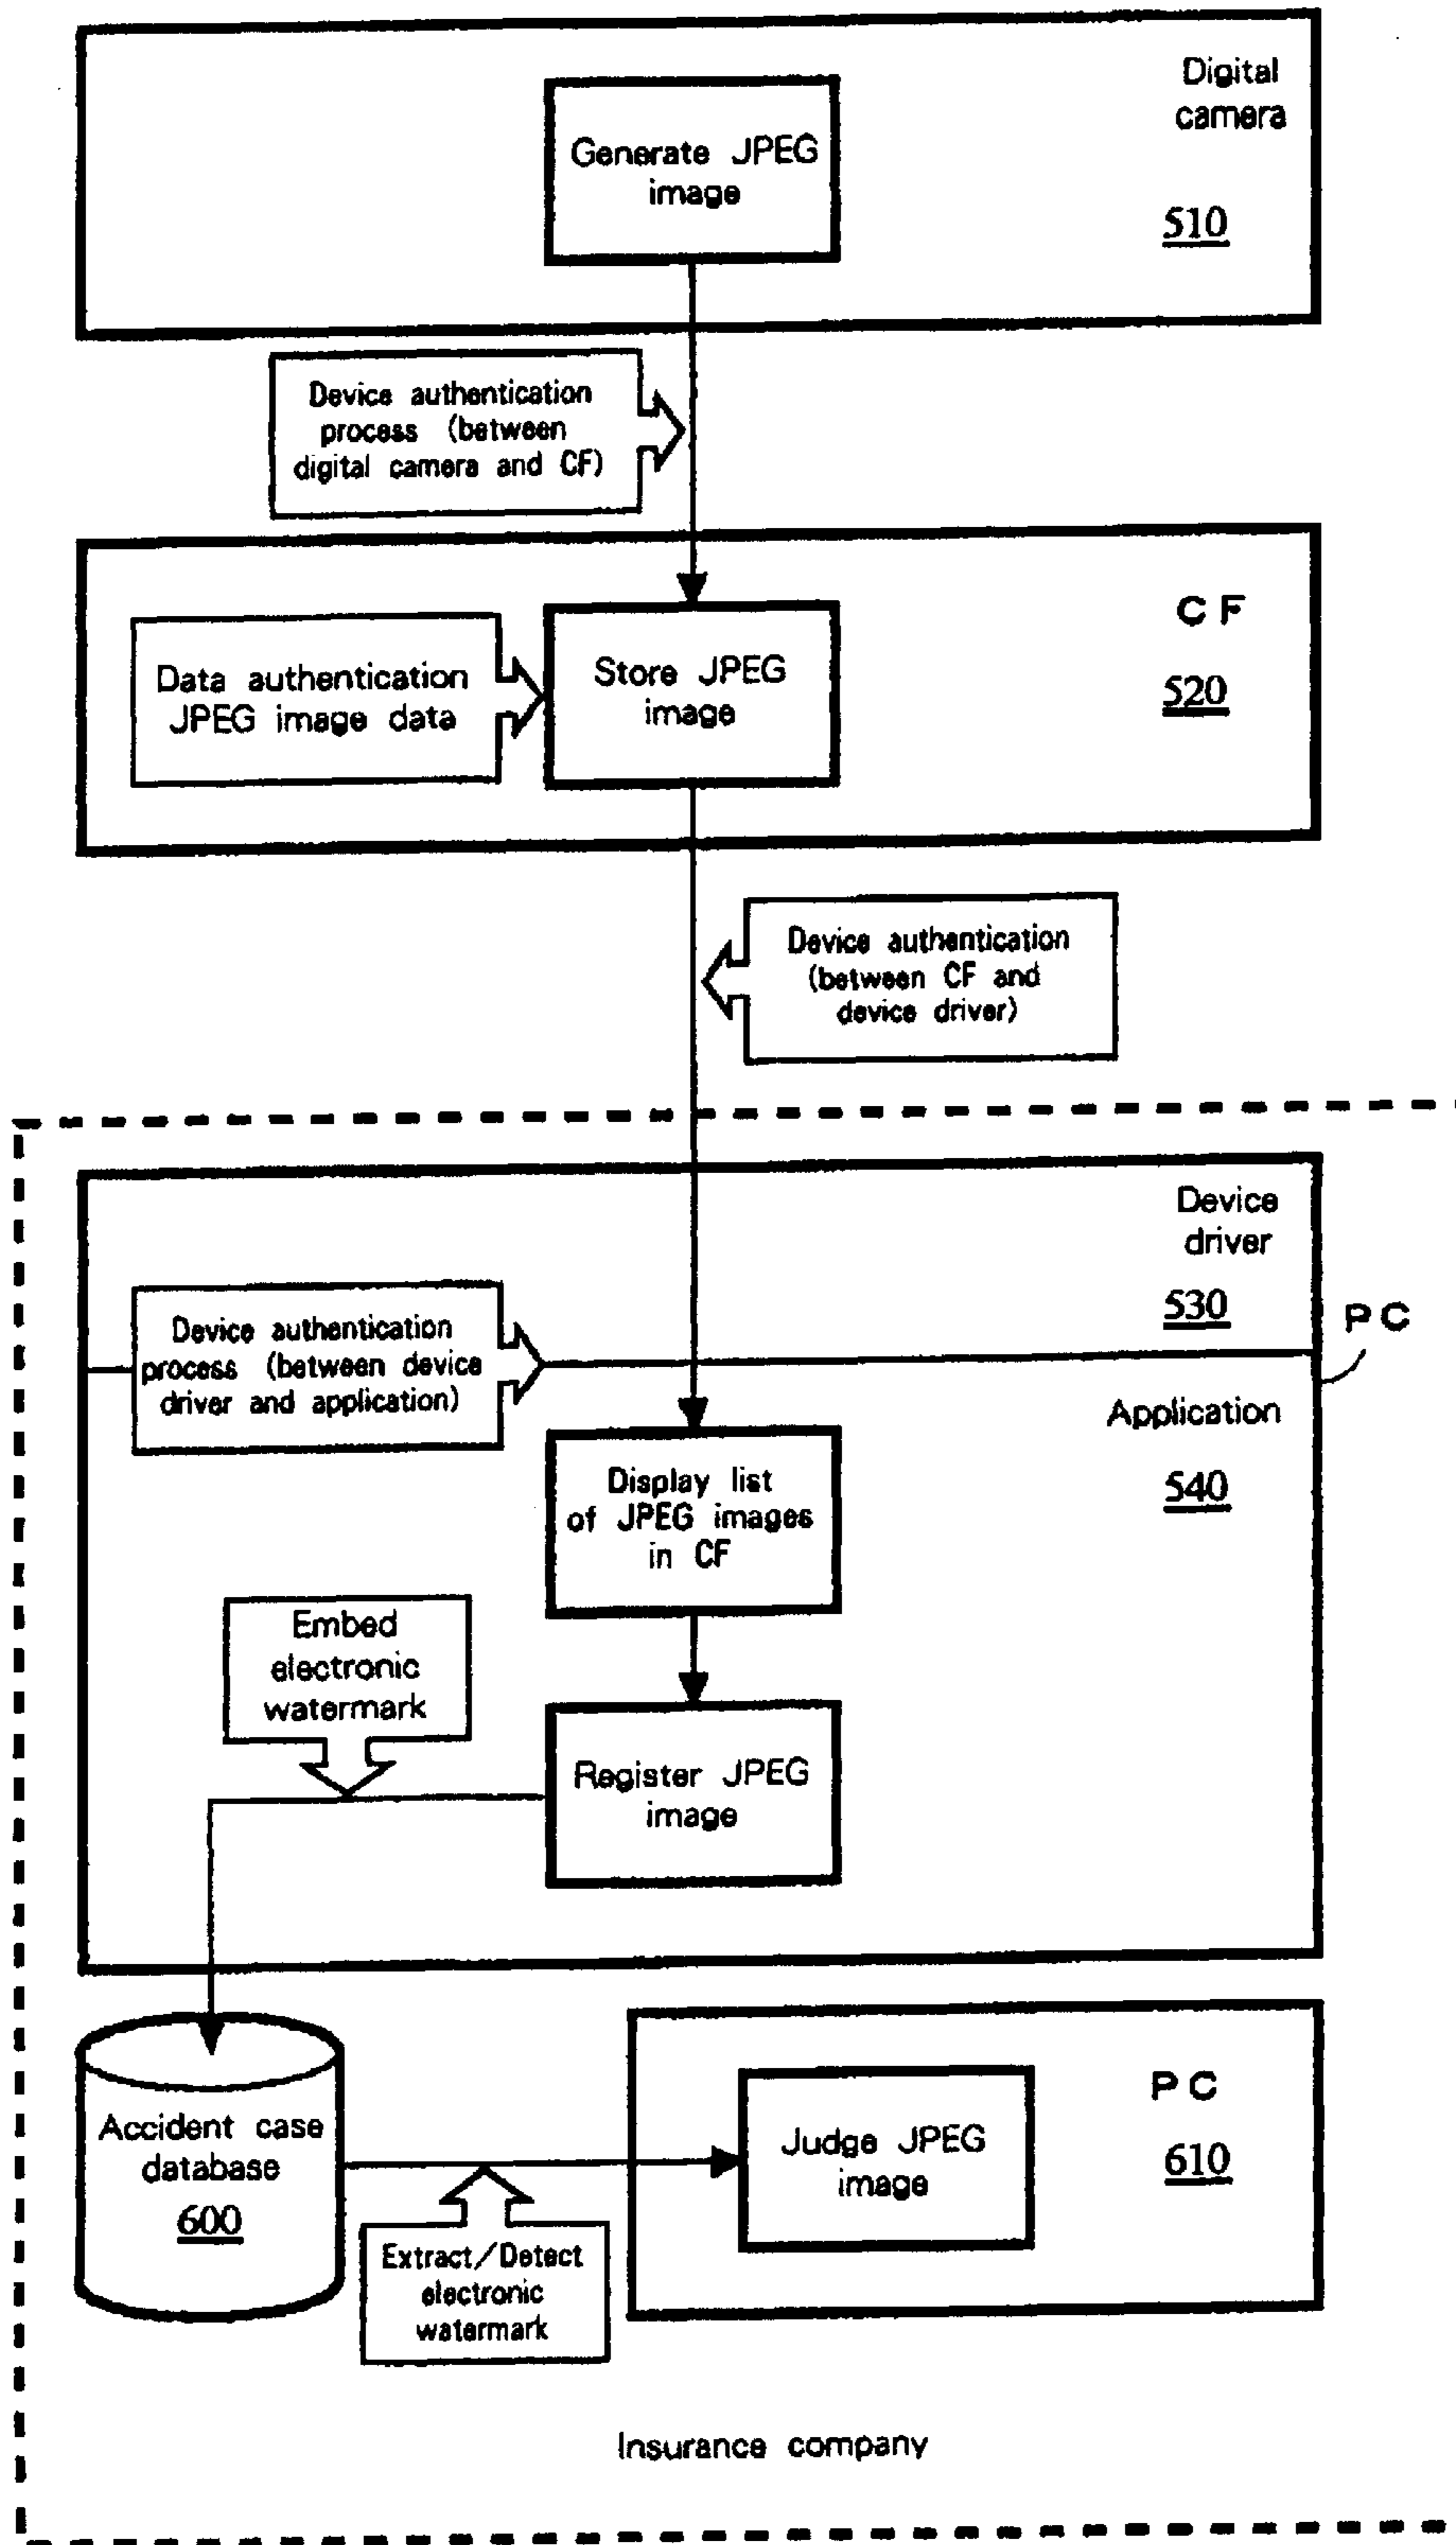 Digital
camera
510
Generate JPEG
image
Device authentication
process (between
digital camera and CF)
CF
520
Data authentication
JPEG image data
Store JPEG
image
Device authentication
(between CF and
device driver)
Device
driver
530
PC
Device authentication
process (between device
driver and application)
Application
540
Display list
of JPEG images
in CF
Embed
electronic
watermark
Register JPEG
image
Accident case
database
600
Extract/Detect
electronic
watermark
Judge JPEG
image
PC
610
Insurance company